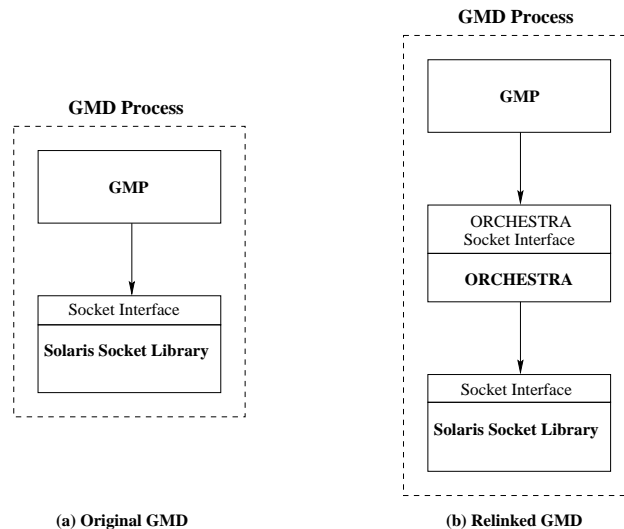 GMD Process
GMP
Socket Interface
Solaris Socket Library
(a) Original GMD
GMD Process
GMP
ORCHESTRA
Socket Interface
ORCHESTRA
Socket Interface
Solaris Socket Library
(b) Relinked GMD